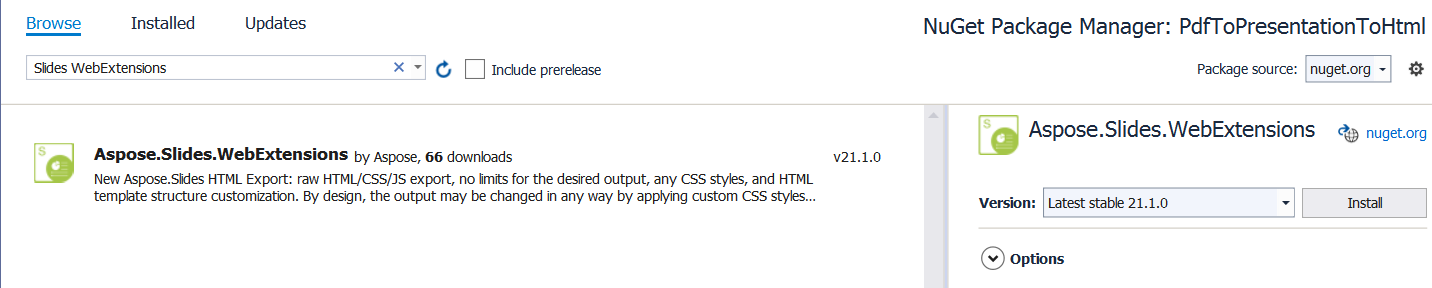 Browse Installed Updates
NuGet Package Manager: PdfToPresentationToHtml
Slides WebExtensions
Include prerelease
Package source: nuget.org
S
Aspose.Slides.WebExtensions by Aspose, 66 downloads v21.1.0
New Aspose.Slides HTML Export: raw HTML/CSS/JS export, no limits for the desired output, any CSS styles, and HTML
template structure customization. By design, the output may be changed in any way by applying custom CSS styles...
S
Aspose.Slides.WebExtensions nuget.org
Version: Latest stable 21.1.0 Install
Options